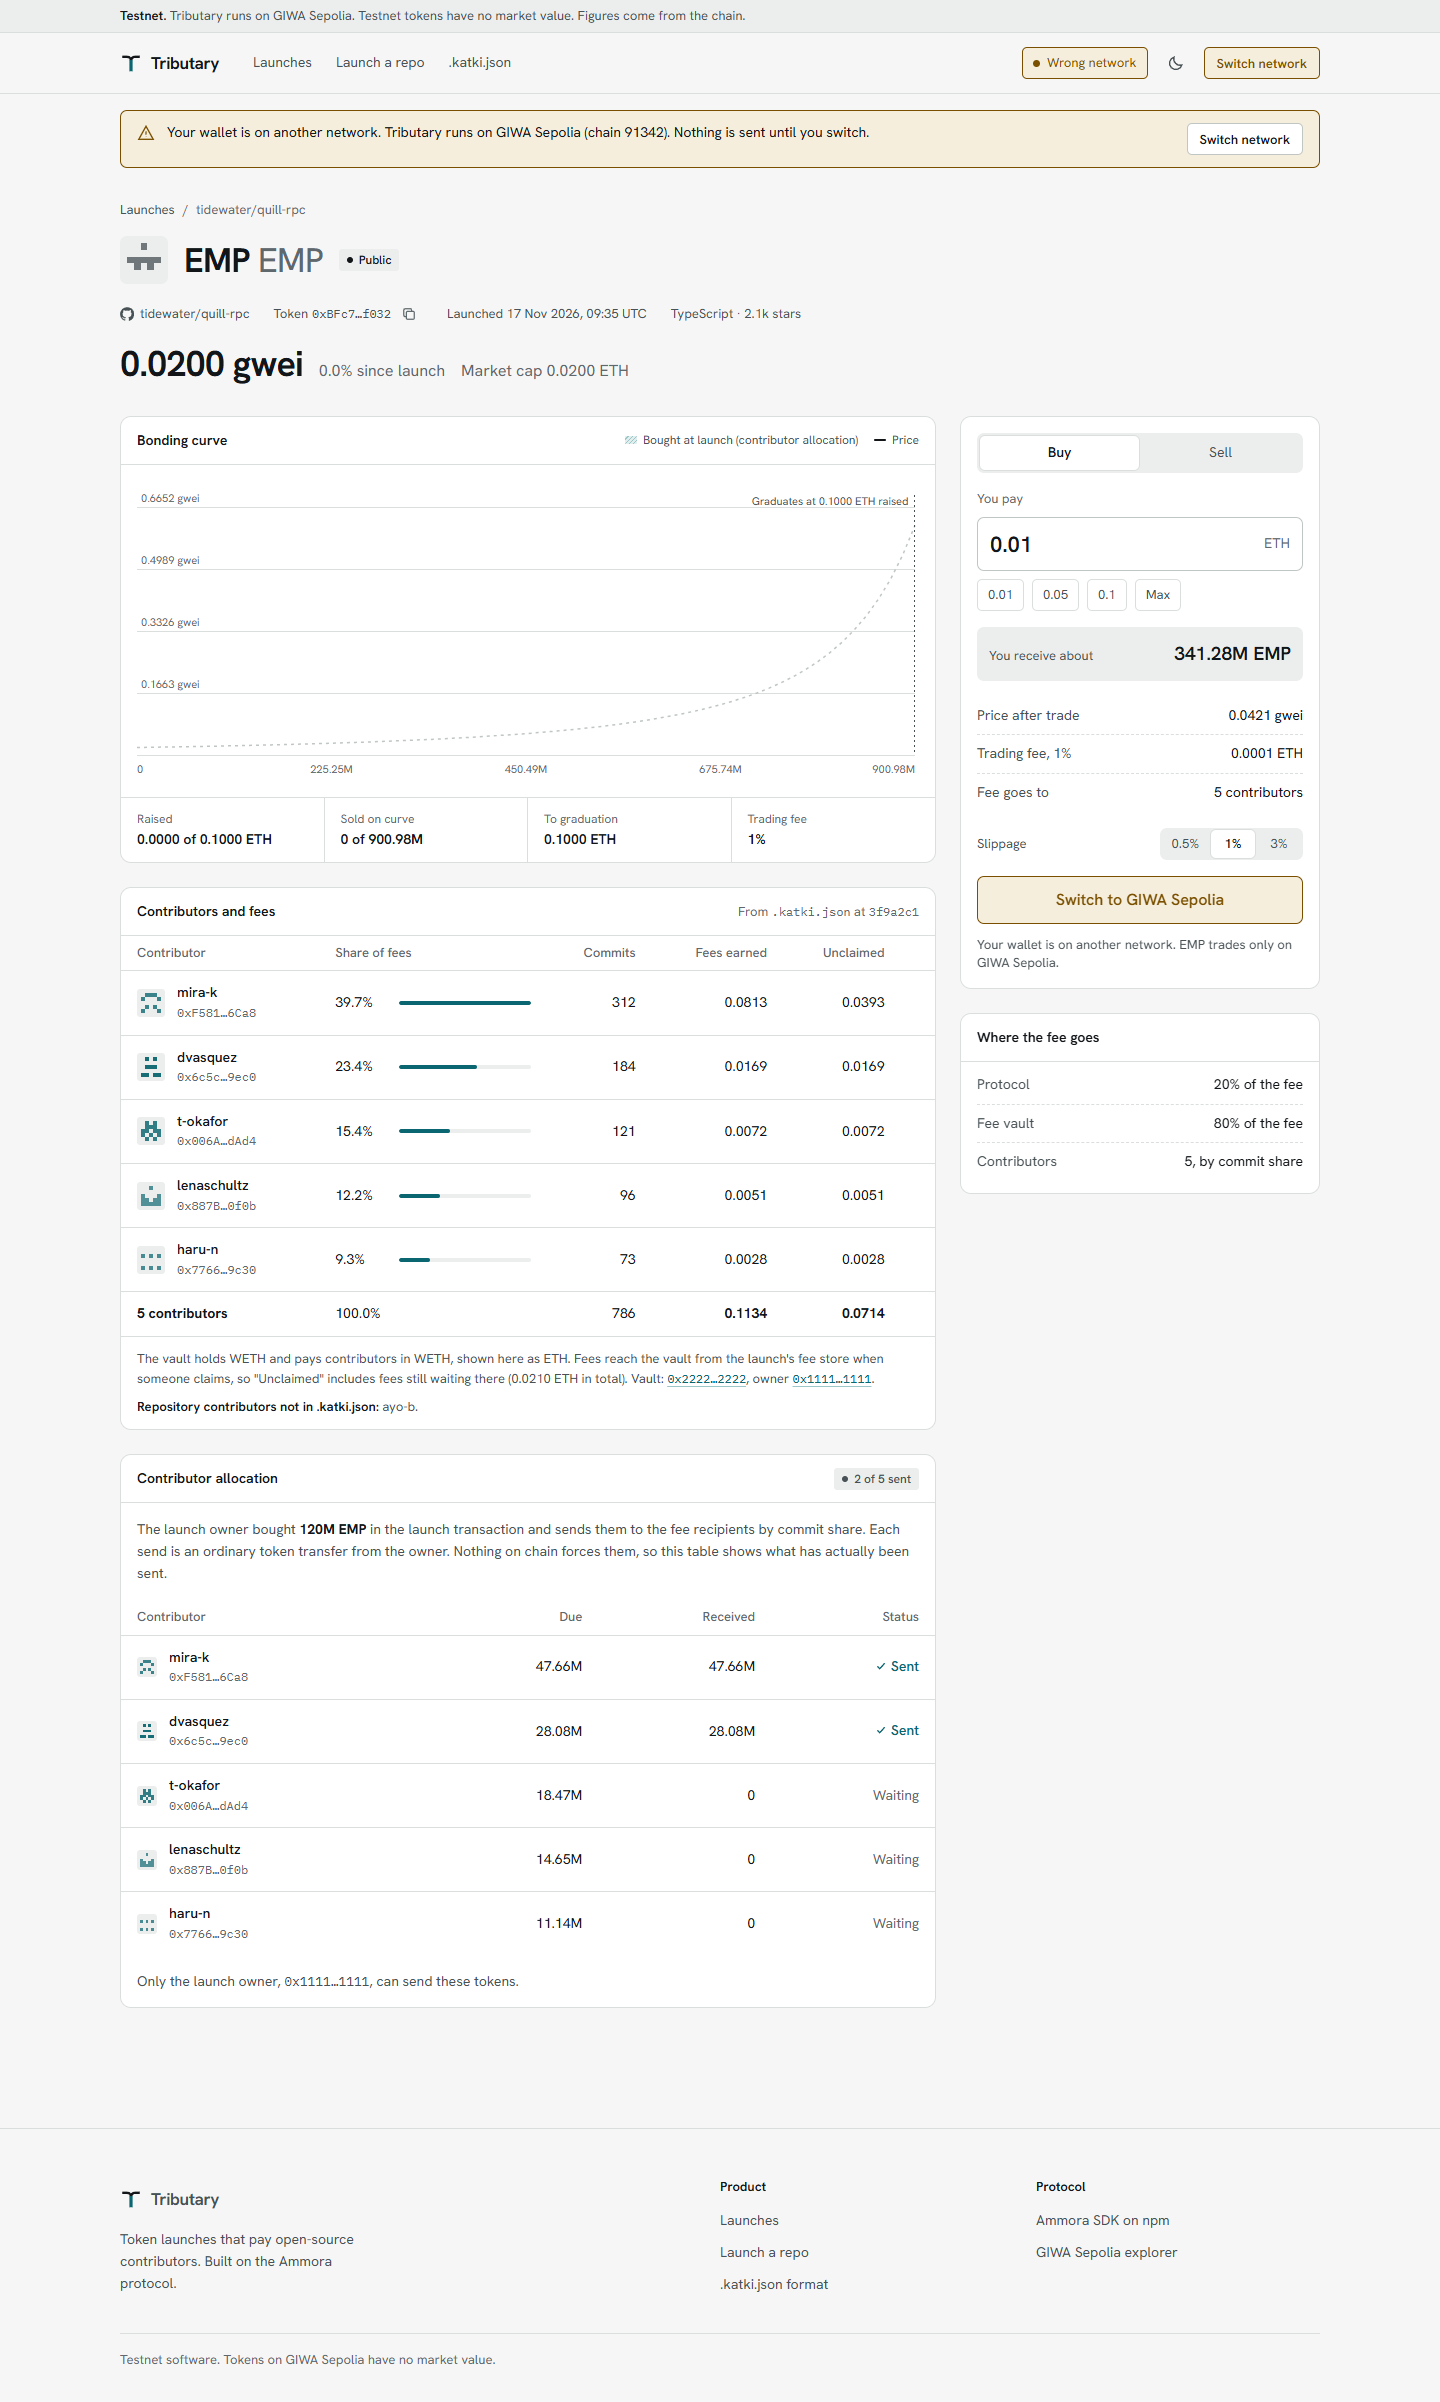 Testnet. Tributary runs on GIWA Sepolia. Testnet tokens have no market value. Figures come from the chain.
Tributary
Launches
Launch a repo
.katki.json
Wrong network
Switch network
Your wallet is on another network. Tributary runs on GIWA Sepolia (chain 91342). Nothing is sent until you switch.
Switch network
Launches / tidewater/quill-rpc
EMP EMP
Public
tidewater/quill-rpc
Token 0xBFc7…f032
Launched 17 Nov 2026, 09:35 UTC
TypeScript · 2.1k stars
0.0200 gwei
0.0% since launch
Market cap 0.0200 ETH
Bonding curve
Bought at launch (contributor allocation)
Price
0.6652 gwei
Graduates at 0.1000 ETH raised
0.4989 gwei
0.3326 gwei
0.1663 gwei
0
225.25M
450.49M
675.74M
900.98M
Raised
0.0000 of 0.1000 ETH
Sold on curve
0 of 900.98M
To graduation
0.1000 ETH
Trading fee
1%
Buy
Sell
You pay
0.01
ETH
0.01
0.05
0.1
Max
You receive about
341.28M EMP
Price after trade
0.0421 gwei
Trading fee, 1%
0.0001 ETH
Fee goes to
5 contributors
Slippage
0.5%
1%
3%
Switch to GIWA Sepolia
Your wallet is on another network. EMP trades only on
GIWA Sepolia.
Where the fee goes
Protocol
20% of the fee
Fee vault
80% of the fee
Contributors
5, by commit share
Contributors and fees
From .katki.json at 3f9a2c1
Contributor
Share of fees
Commits
Fees earned
Unclaimed
mira-k
0xF581…6Ca8
39.7%
312
0.0813
0.0393
dvasquez
0x6c5c…9ec0
23.4%
184
0.0169
0.0169
t-okafor
0x006A…dAd4
15.4%
121
0.0072
0.0072
lenaschultz
0x887B…0f0b
12.2%
96
0.0051
0.0051
haru-n
0x7766…9c30
9.3%
73
0.0028
0.0028
5 contributors
100.0%
786
0.1134
0.0714
The vault holds WETH and pays contributors in WETH, shown here as ETH. Fees reach the vault from the launch's fee store when
someone claims, so "Unclaimed" includes fees still waiting there (0.0210 ETH in total). Vault: 0x2222…2222, owner 0x1111…1111.
Repository contributors not in .katki.json: ayo-b.
Contributor allocation
2 of 5 sent
The launch owner bought 120M EMP in the launch transaction and sends them to the fee recipients by commit share. Each
send is an ordinary token transfer from the owner. Nothing on chain forces them, so this table shows what has actually been
sent.
Contributor
Due
Received
Status
mira-k
0xF581…6Ca8
47.66M
47.66M
Sent
dvasquez
0x6c5c…9ec0
28.08M
28.08M
Sent
t-okafor
0x006A…dAd4
18.47M
0
Waiting
lenaschultz
0x887B…0f0b
14.65M
0
Waiting
haru-n
0x7766…9c30
11.14M
0
Waiting
Only the launch owner, 0x1111…1111, can send these tokens.
Tributary
Token launches that pay open-source
contributors. Built on the Ammora
protocol.
Product
Launches
Launch a repo
.katki.json format
Protocol
Ammora SDK on npm
GIWA Sepolia explorer
Testnet software. Tokens on GIWA Sepolia have no market value.